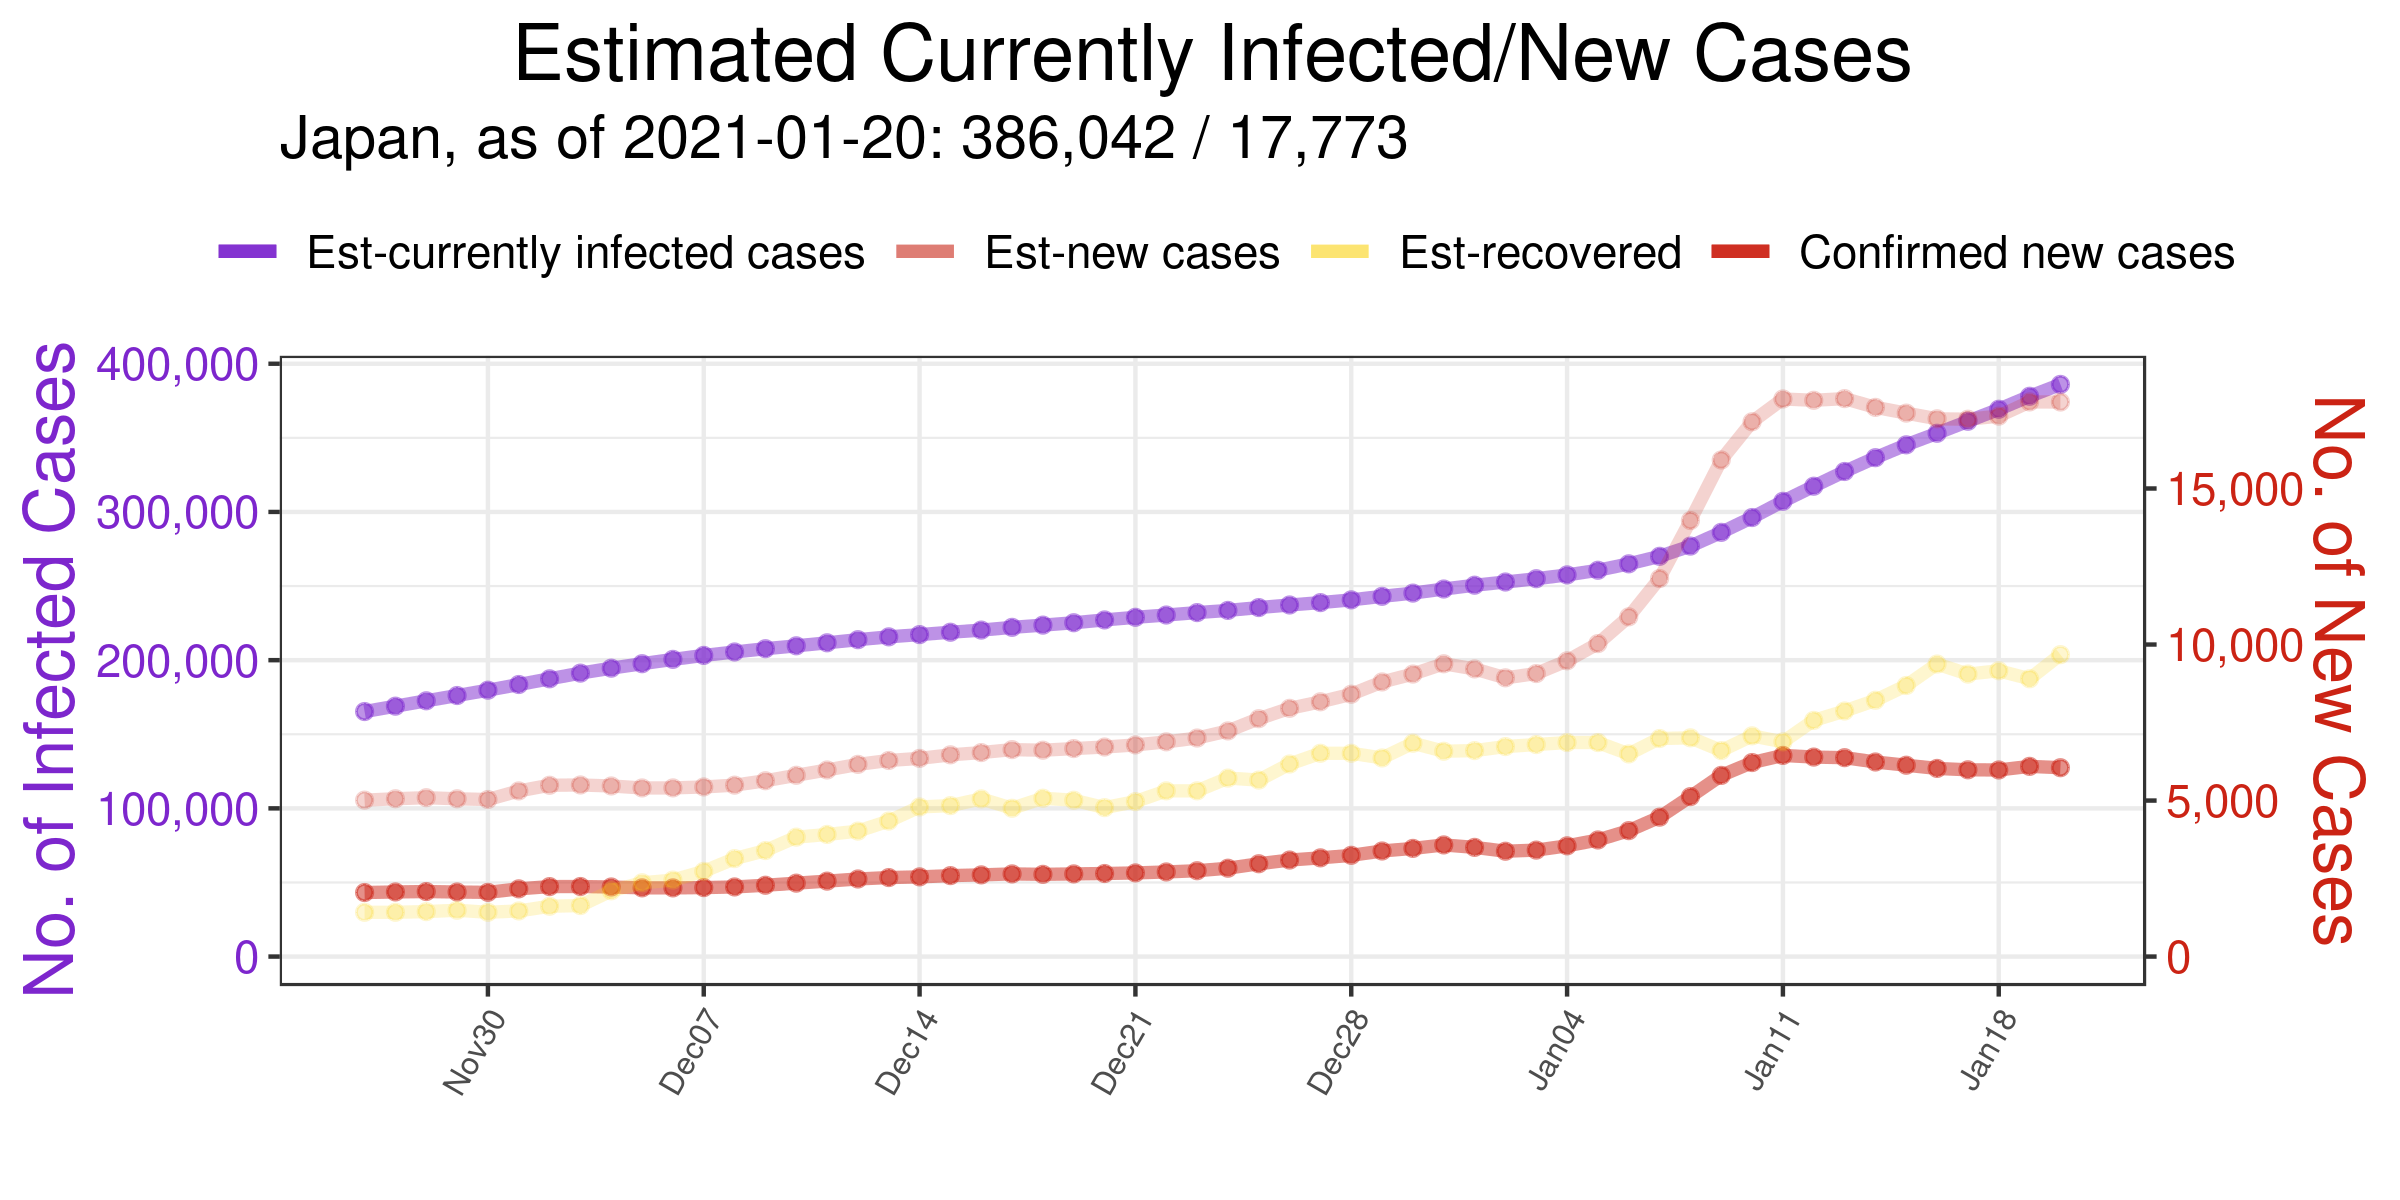 Estimated Currently Infected/New Cases
Japan, as of 2021-01-20: 386,042 / 17,773
Est-currently infected cases Est-new cases Est-recovered Confirmed new cases
No. of Infected Cases
400,000
300,000
200,000
100,000
0
15,000
10,000
5,000
0
No. of New Cases
Nov30 Dec07 Dec14 Dec21 Dec28 Jan04 Jan11 Jan18